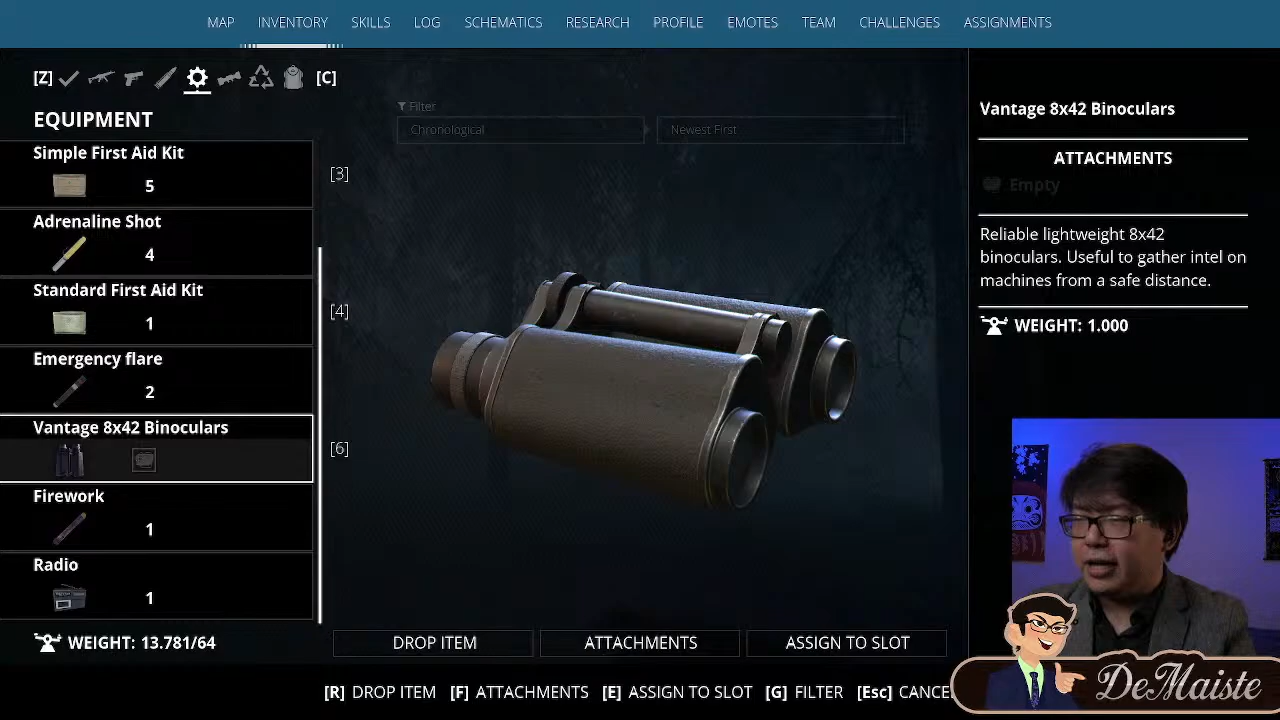 MAP INVENTORY SKILLS LOG SCHEMATICS RESEARCH PROFILE EMOTES TEAM CHALLENGES ASSIGNMENTS
[Z] [C]
EQUIPMENT
Filter
Chronological
Newest First
Simple First Aid Kit
5
[3]
Adrenaline Shot
4
Standard First Aid Kit
1
[4]
Emergency flare
2
Vantage 8x42 Binoculars
[6]
Firework
1
Radio
1
WEIGHT: 13.781/64
Vantage 8x42 Binoculars
ATTACHMENTS
Empty
Reliable lightweight 8x42
binoculars. Useful to gather intel on
machines from a safe distance.
WEIGHT: 1.000
DROP ITEM
ATTACHMENTS
ASSIGN TO SLOT
[R] DROP ITEM [F] ATTACHMENTS [E] ASSIGN TO SLOT [G] FILTER [Esc] CANCE
DeMaiste